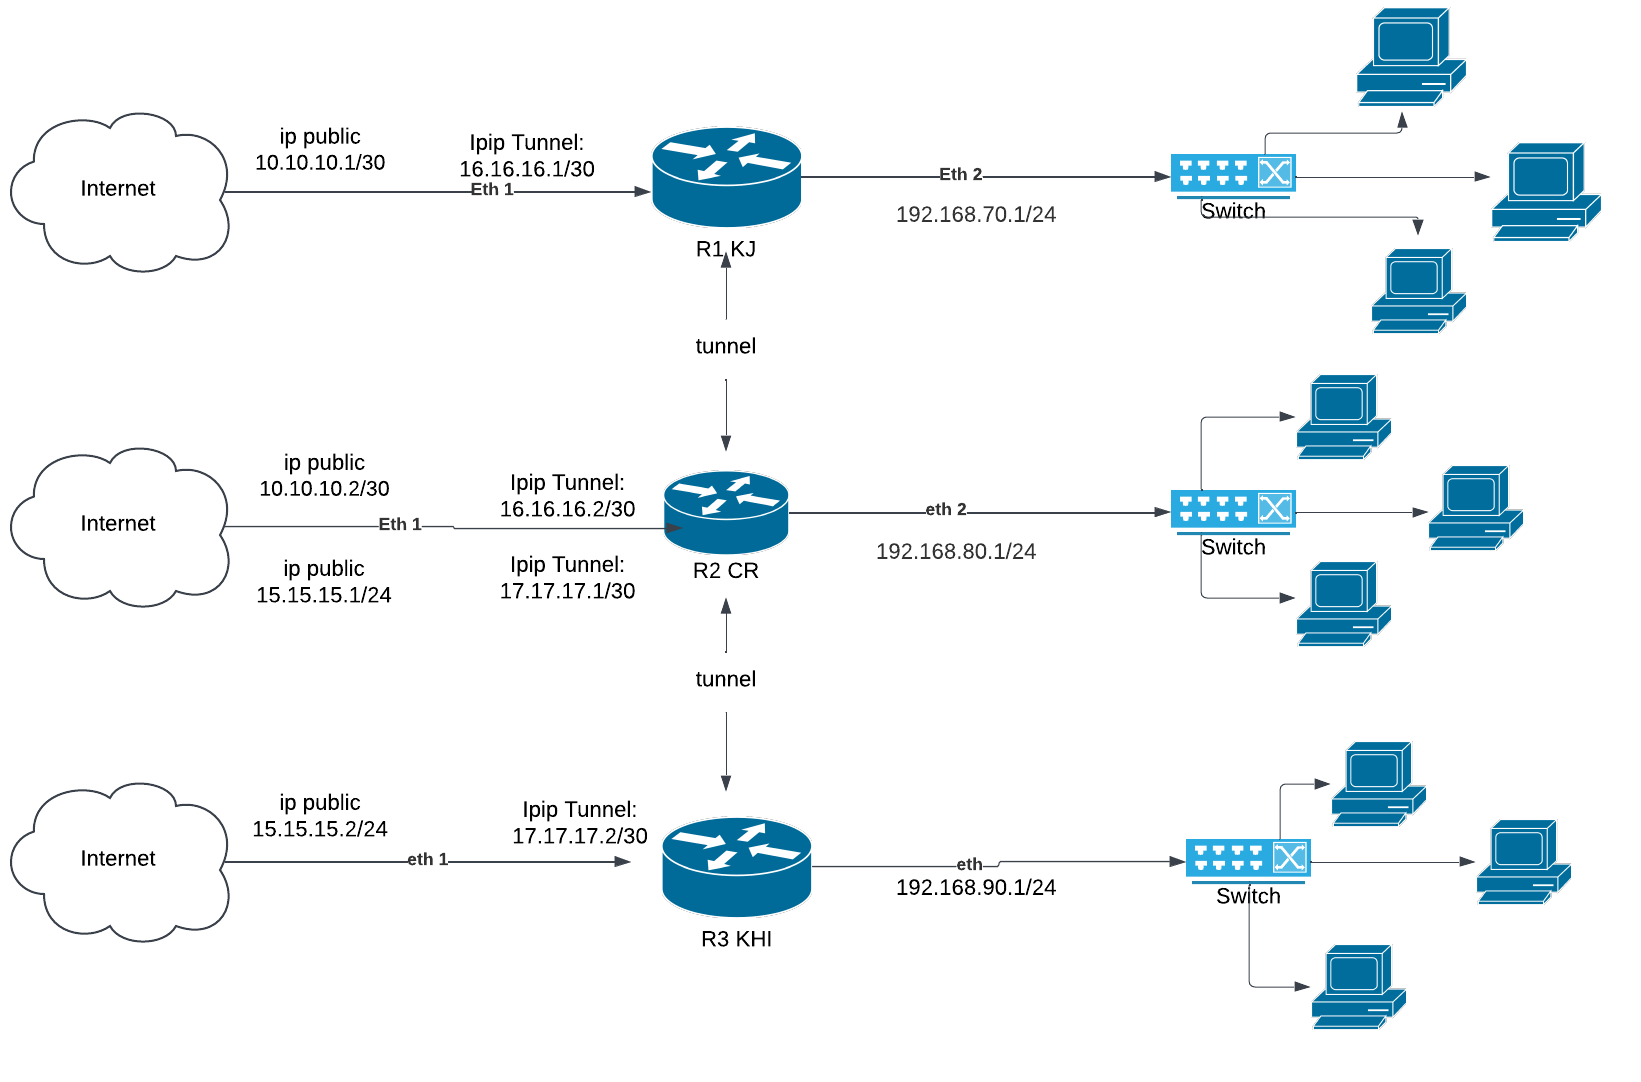 Internet
ip public
10.10.10.1/30
Ipip Tunnel:
16.16.16.1/30
Eth 1
R1 KJ
Eth 2
192.168.70.1/24
Switch
tunnel
Internet
ip public
10.10.10.2/30
Eth 1
ip public
15.15.15.1/24
Ipip Tunnel:
16.16.16.2/30
Ipip Tunnel:
17.17.17.1/30
R2 CR
eth 2
192.168.80.1/24
Switch
tunnel
Internet
ip public
15.15.15.2/24
eth 1
Ipip Tunnel:
17.17.17.2/30
R3 KHI
eth
192.168.90.1/24
Switch